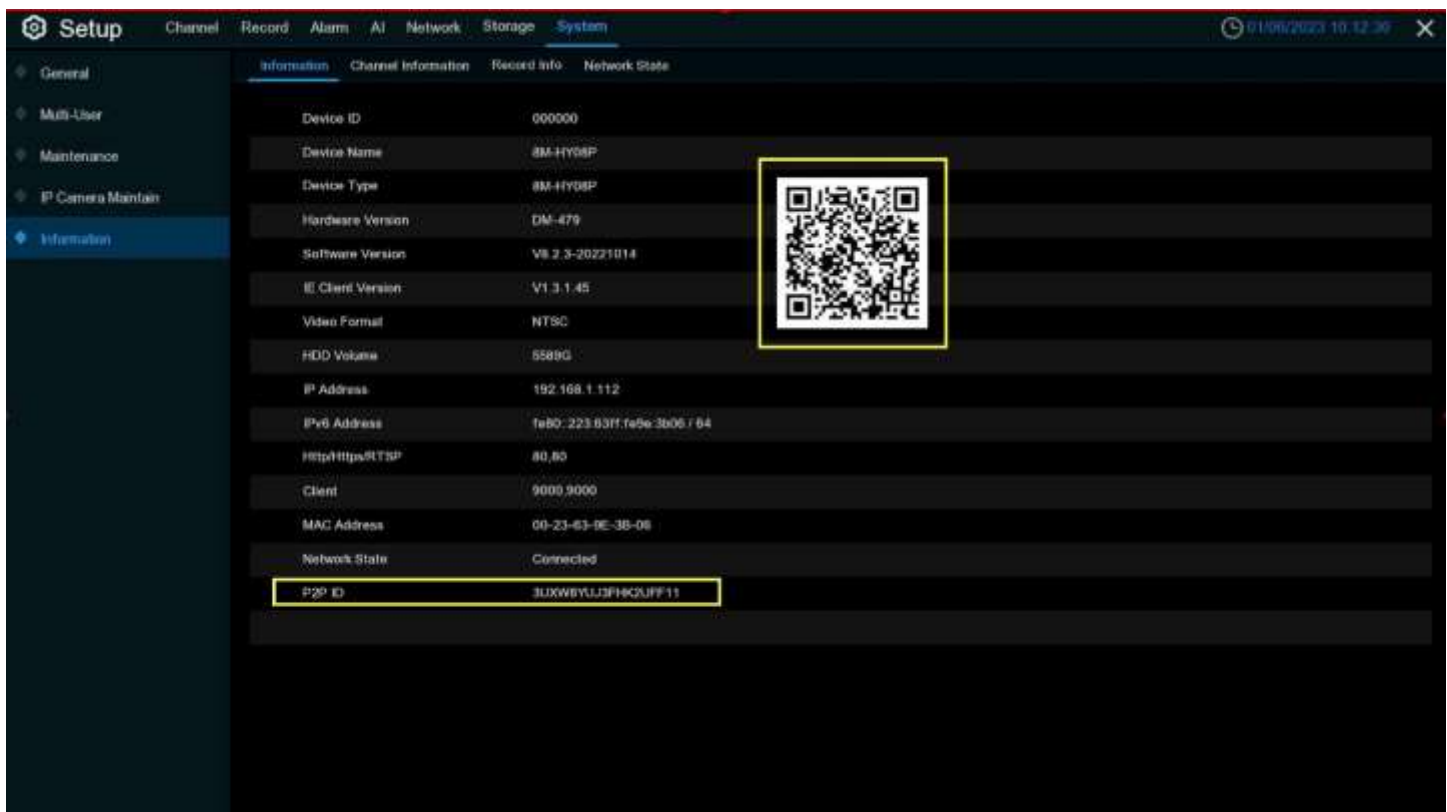 Setup Channel Record Alarm AI Network Storage System 01/06/2023 10:12:30
General
Multi-User
Maintenance
IP Camera Maintain
Information
Information Channel Information Record Info Network State
Device ID 000000
Device Name 8M-HY08P
Device Type 8M-HY08P
Hardware Version DM-479
Software Version V8.2.3-20221014
IE Client Version V1.3.1.45
Video Format NTSC
HDD Volume 5589G
IP Address 192.168.1.112
IPv6 Address fe80::223:63ff:fe9e:3b06 / 64
Http/Https/RTSP 80,80
Client 9000,9000
MAC Address 00-23-63-9E-3B-06
Network State Connected
P2P ID